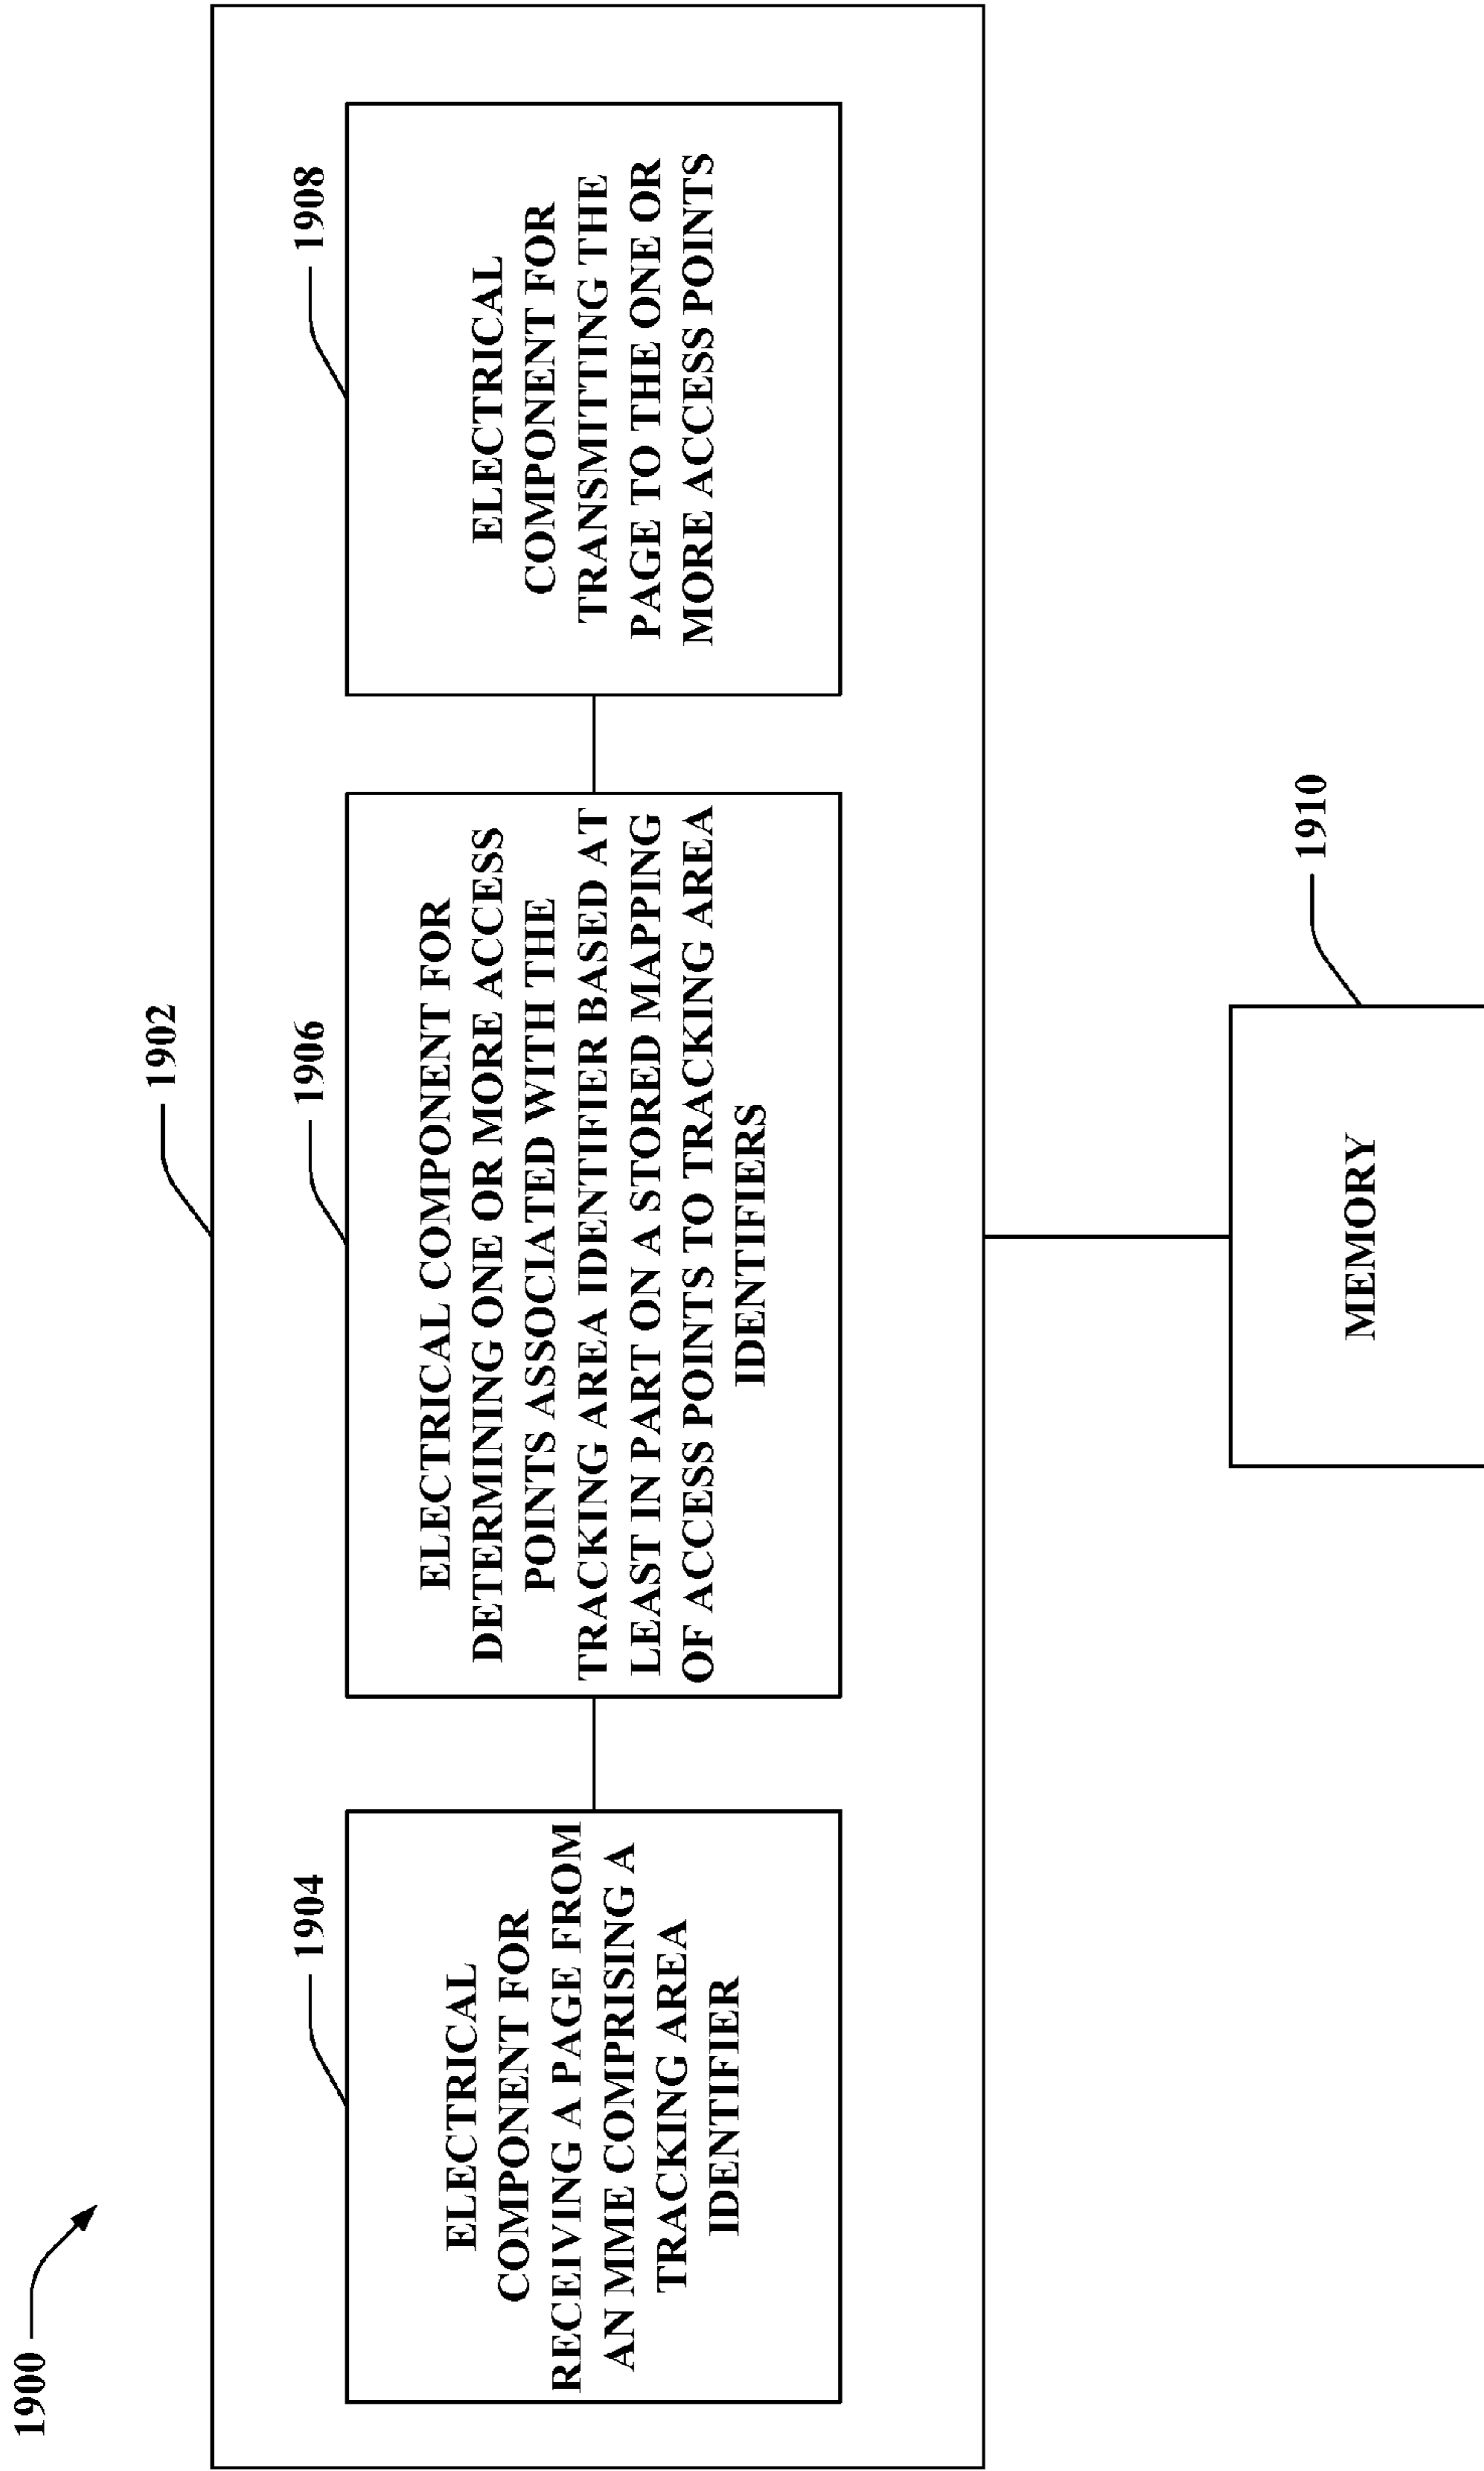 1900
1902
1904
ELECTRICAL
COMPONENT FOR
RECEIVING A PAGE FROM
AN MME COMPRISING A
TRACKING AREA
IDENTIFIER
1906
ELECTRICAL COMPONENT FOR
DETERMINING ONE OR MORE ACCESS
POINTS ASSOCIATED WITH THE
TRACKING AREA IDENTIFIER BASED AT
LEAST IN PART ON A STORED MAPPING
OF ACCESS POINTS TO TRACKING AREA
IDENTIFIERS
1908
ELECTRICAL
COMPONENT FOR
TRANSMITTING THE
PAGE TO THE ONE OR
MORE ACCESS POINTS
1910
MEMORY